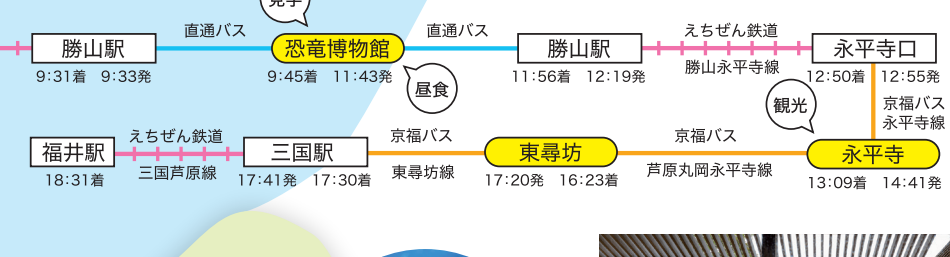 見学
直通バス
直通バス
えちぜん鉄道
勝山駅
恐竜博物館
勝山駅
永平寺口
勝山永平寺線
9:31着 9:33発
9:45着 11:43発
11:56着 12:19発
12:50着 12:55発
昼食
観光
京福バス
永平寺線
えちぜん鉄道
京福バス
京福バス
福井駅
三国駅
東尋坊
永平寺
三国芦原線
東尋坊線
芦原丸岡永平寺線
18:31着
17:41発 17:30着
17:20発 16:23着
13:09着 14:41発